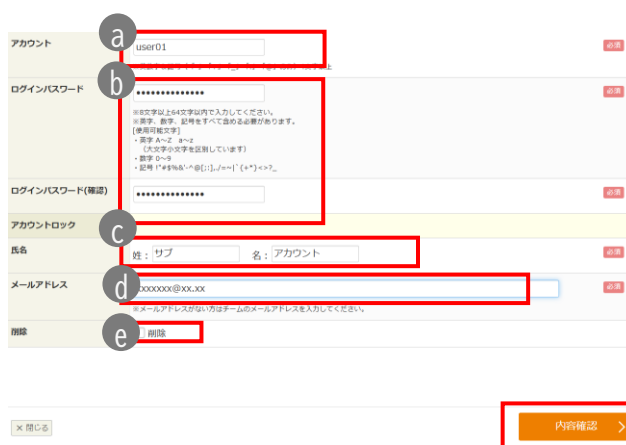 a
アカウント
user01
必須
b
ログインパスワード
••••••••••••••
必須
※8文字以上64文字以内で入力してください。
※英字、数字、記号をすべて含める必要があります。
[使用可能文字]
・英字 A～Z a～z
(大文字小文字を区別しています)
・数字 0～9
・記号 !"#$%&'-^@[;:],./=~|`{+*}<>?_
ログインパスワード(確認)
••••••••••••••
必須
アカウントロック
c
氏名
姓：サブ 名：アカウント
必須
メールアドレス
d
xxxxxx@xx.xx
必須
※メールアドレスがない方はチームのメールアドレスを入力してください。
削除
e
削除
×閉じる
内容確認 >